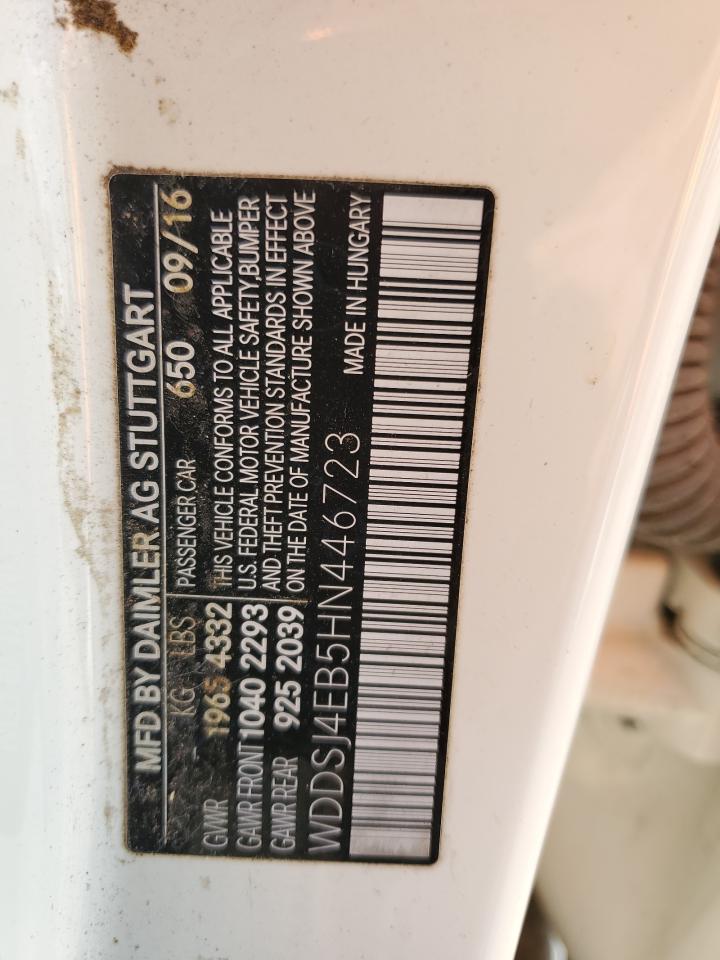 MFD BY DAIMLER AG STUTTGART
KG LBS PASSENGER CAR 650 09/16
GVWR 1965 4332 THIS VEHICLE CONFORMS TO ALL APPLICABLE
GAWR FRONT 1040 2293 U.S. FEDERAL MOTOR VEHICLE SAFETY,BUMPER
GAWR REAR 925 2039 AND THEFT PREVENTION STANDARDS IN EFFECT
ON THE DATE OF MANUFACTURE SHOWN ABOVE
WDDSJ4EB5HN446723 MADE IN HUNGARY